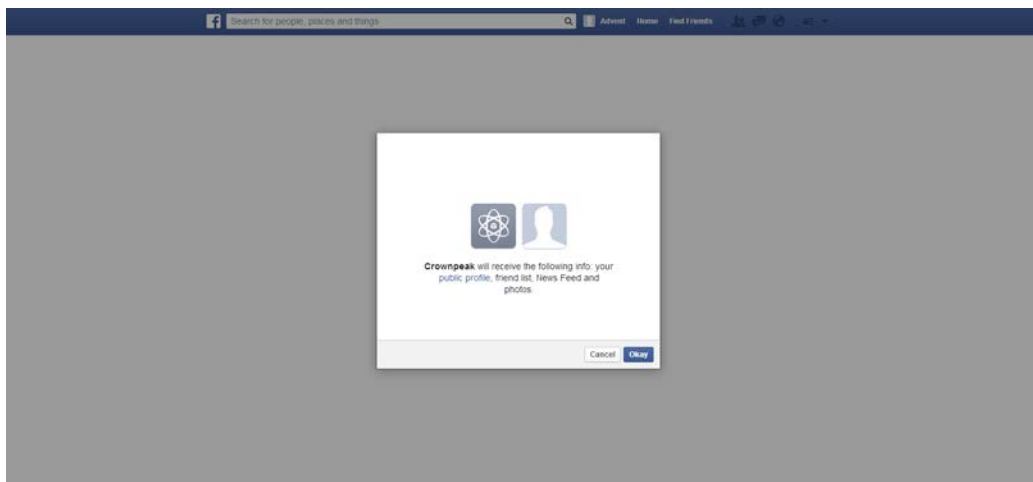 Search for people, places and things
Advent Home Find Friends
Crownpeak will receive the following info: your
public profile, friend list, News Feed and
photos.
Cancel Okay